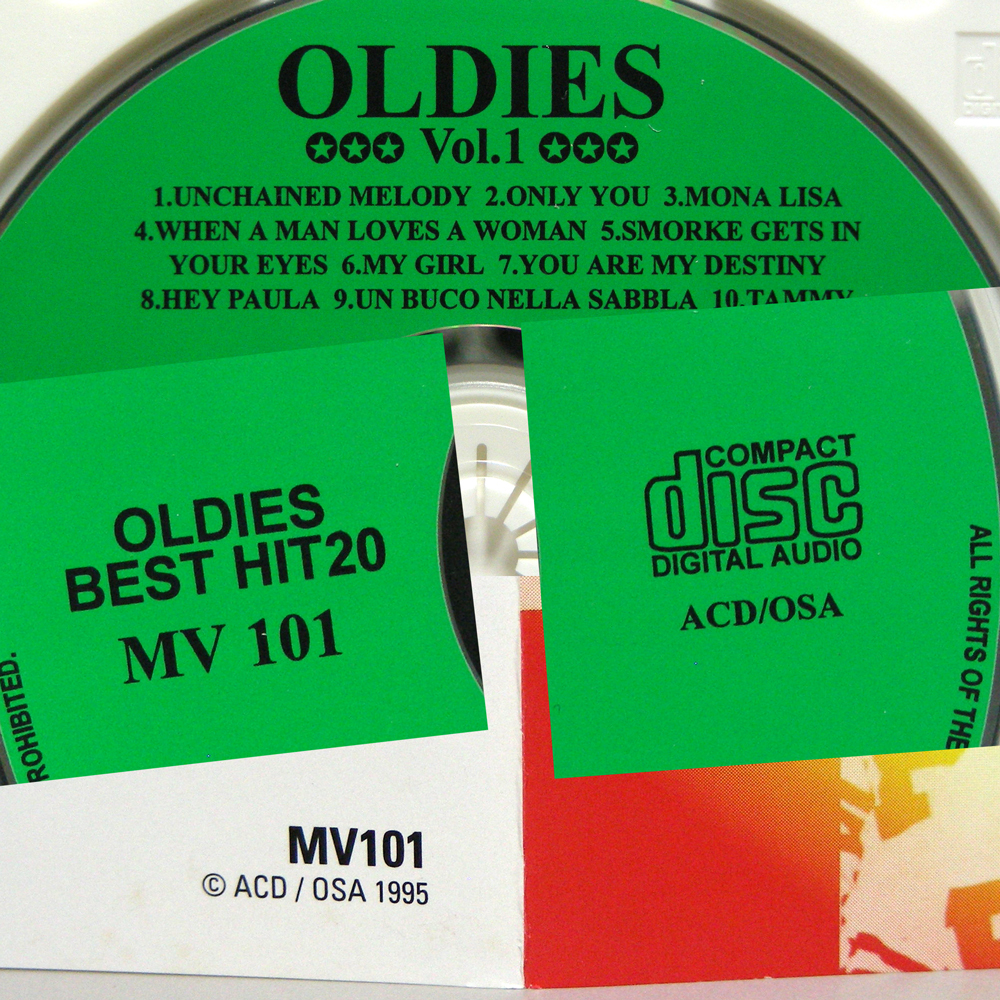 OLDIES
✪✪✪ Vol.1 ✪✪✪
1.UNCHAINED MELODY 2.ONLY YOU 3.MONA LISA
4.WHEN A MAN LOVES A WOMAN 5.SMORKE GETS IN
YOUR EYES 6.MY GIRL 7.YOU ARE MY DESTINY
8.HEY PAULA 9.UN BUCO NELLA SABBLA 10.TAMMY
OLDIES
BEST HIT20
MV 101
ROHIBITED.
COMPACT
disc
DIGITAL AUDIO
ACD/OSA
ALL RIGHTS OF THE
MV101
© ACD / OSA 1995